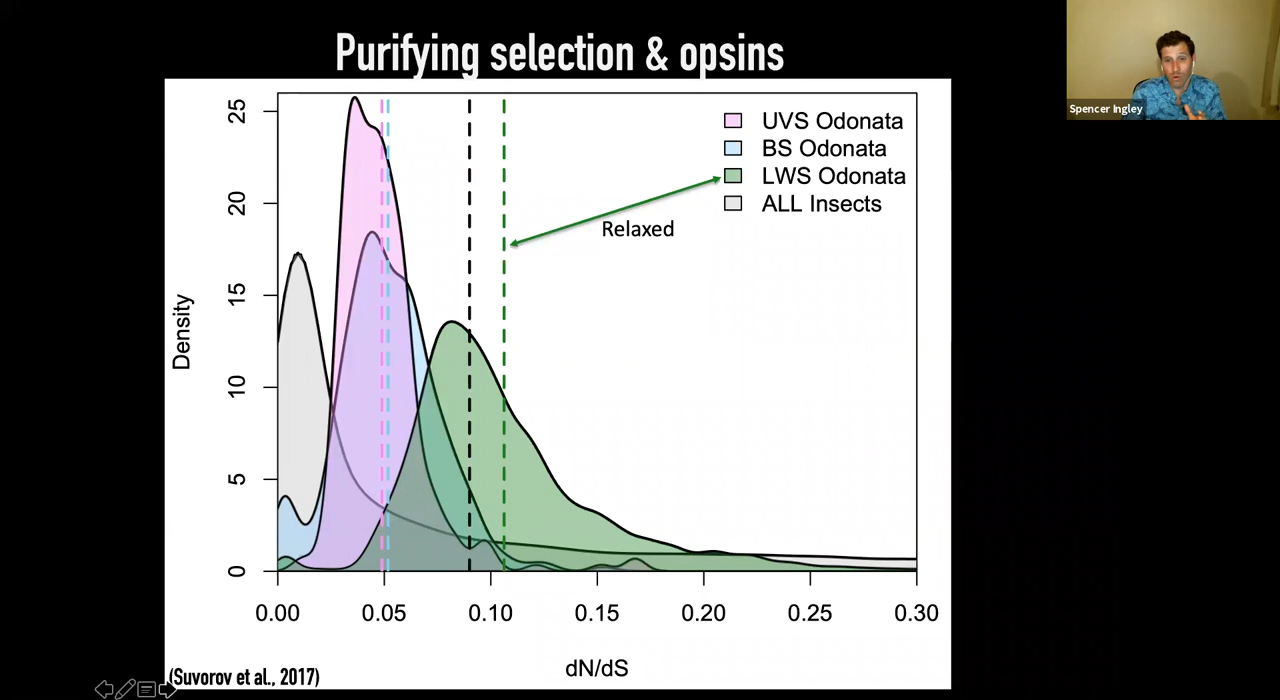 Purifying selection & opsins
Spencer Ingley
25
20
15
10
5
0
Density
UVS Odonata
BS Odonata
LWS Odonata
ALL Insects
Relaxed
0.00 0.05 0.10 0.15 0.20 0.25 0.30
dN/dS
(Suvorov et al., 2017)